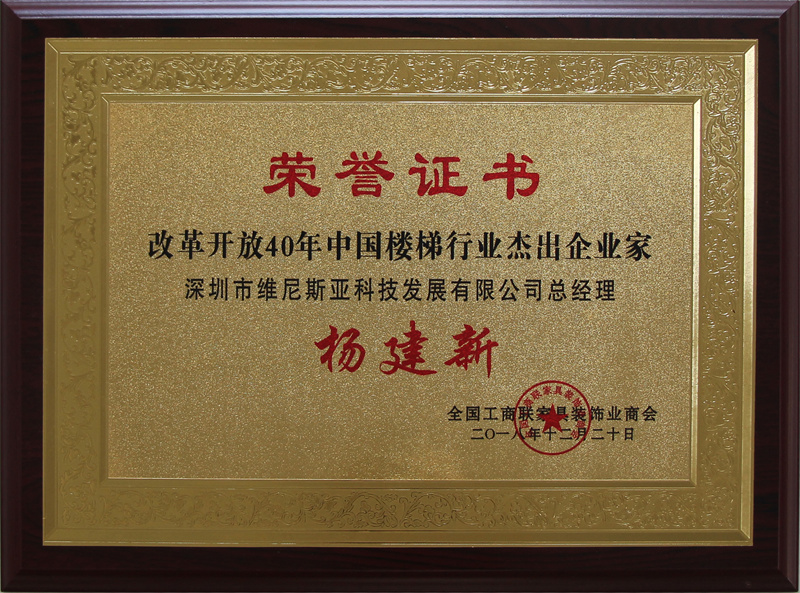 荣誉证书
改革开放40年中国楼梯行业杰出企业家
深圳市维尼斯亚科技发展有限公司总经理
杨建新
全国工商联家具装饰业商会
二〇一八年十二月二十日